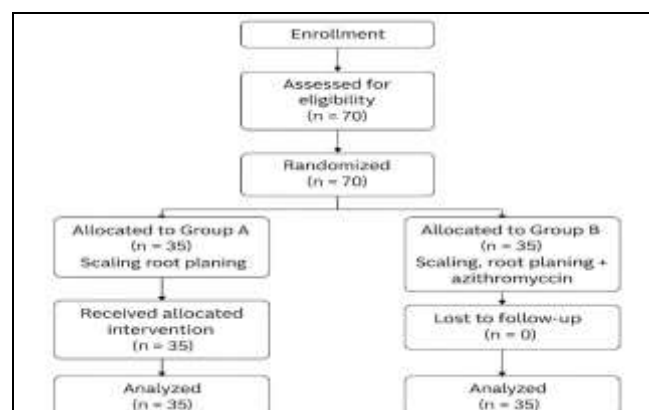 Enrollment
Assessed for
eligibility
(n = 70)
Randomized
(n = 70)
Allocated to Group A
(n = 35)
Scaling root planing
Allocated to Group B
(n = 35)
Scaling, root planing +
azithromyccin
Received allocated
intervention
(n = 35)
Lost to follow-up
(n = 0)
Analyzed
(n = 35)
Analyzed
(n = 35)